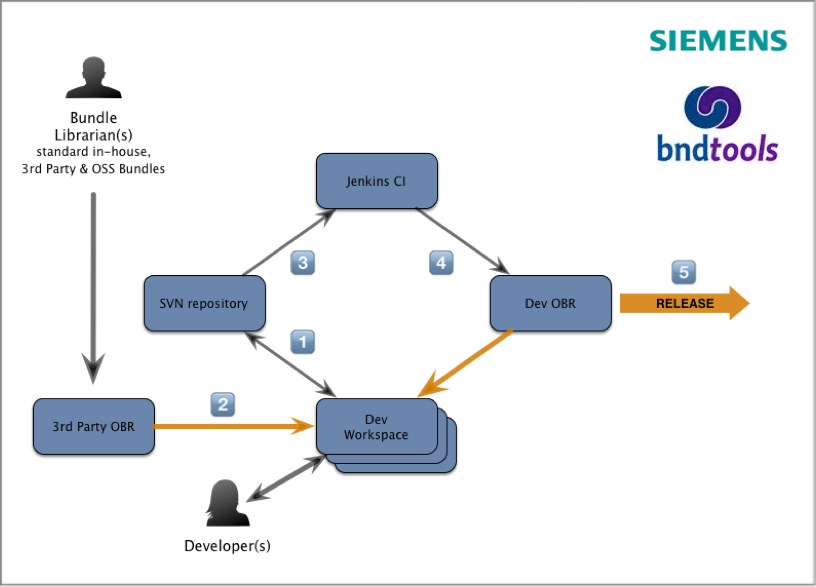 SIEMENS
bndtools
Bundle
Librarian(s)
standard in-house,
3rd Party & OSS Bundles
Jenkins CI
3
4
5
SVN repository
Dev OBR
RELEASE
1
2
3rd Party OBR
Dev
Workspace
Developer(s)